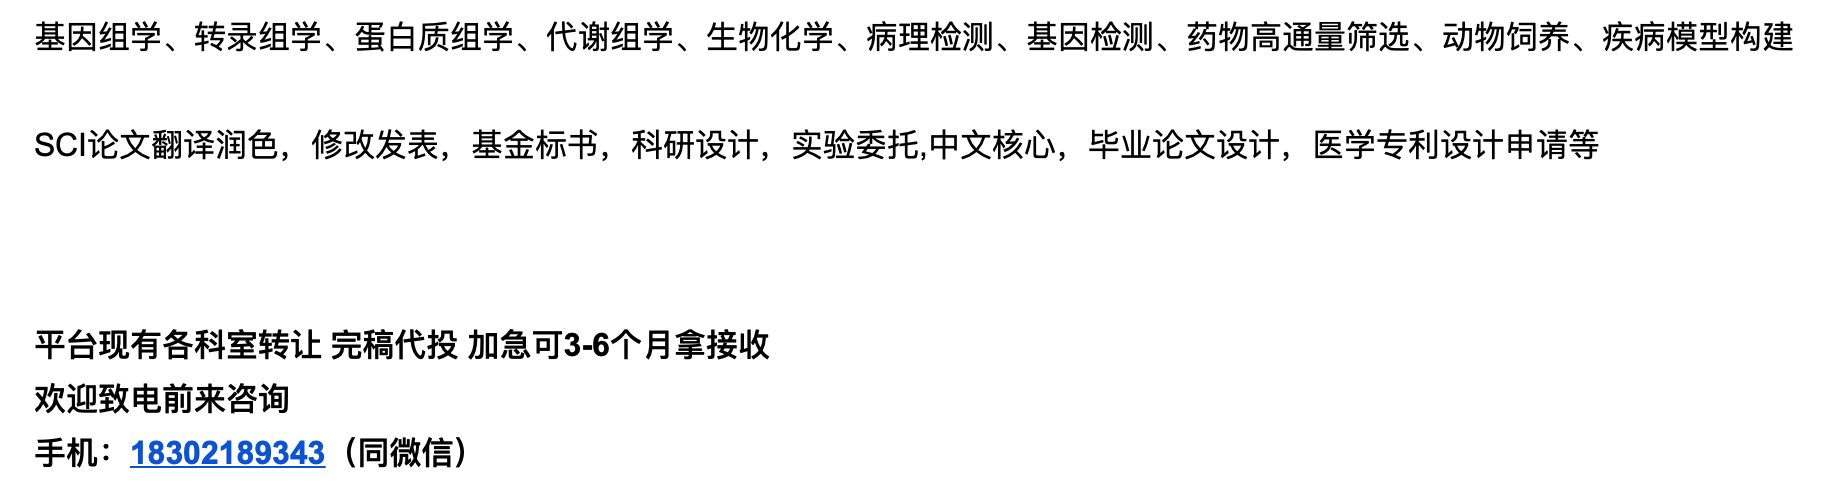 基因组学、转录组学、蛋白质组学、代谢组学、生物化学、病理检测、基因检测、药物高通量筛选、动物饲养、疾病模型构建
SCI论文翻译润色，修改发表，基金标书，科研设计，实验委托,中文核心，毕业论文设计，医学专利设计申请等
平台现有各科室转让 完稿代投 加急可3-6个月拿接收
欢迎致电前来咨询
手机：18302189343（同微信）